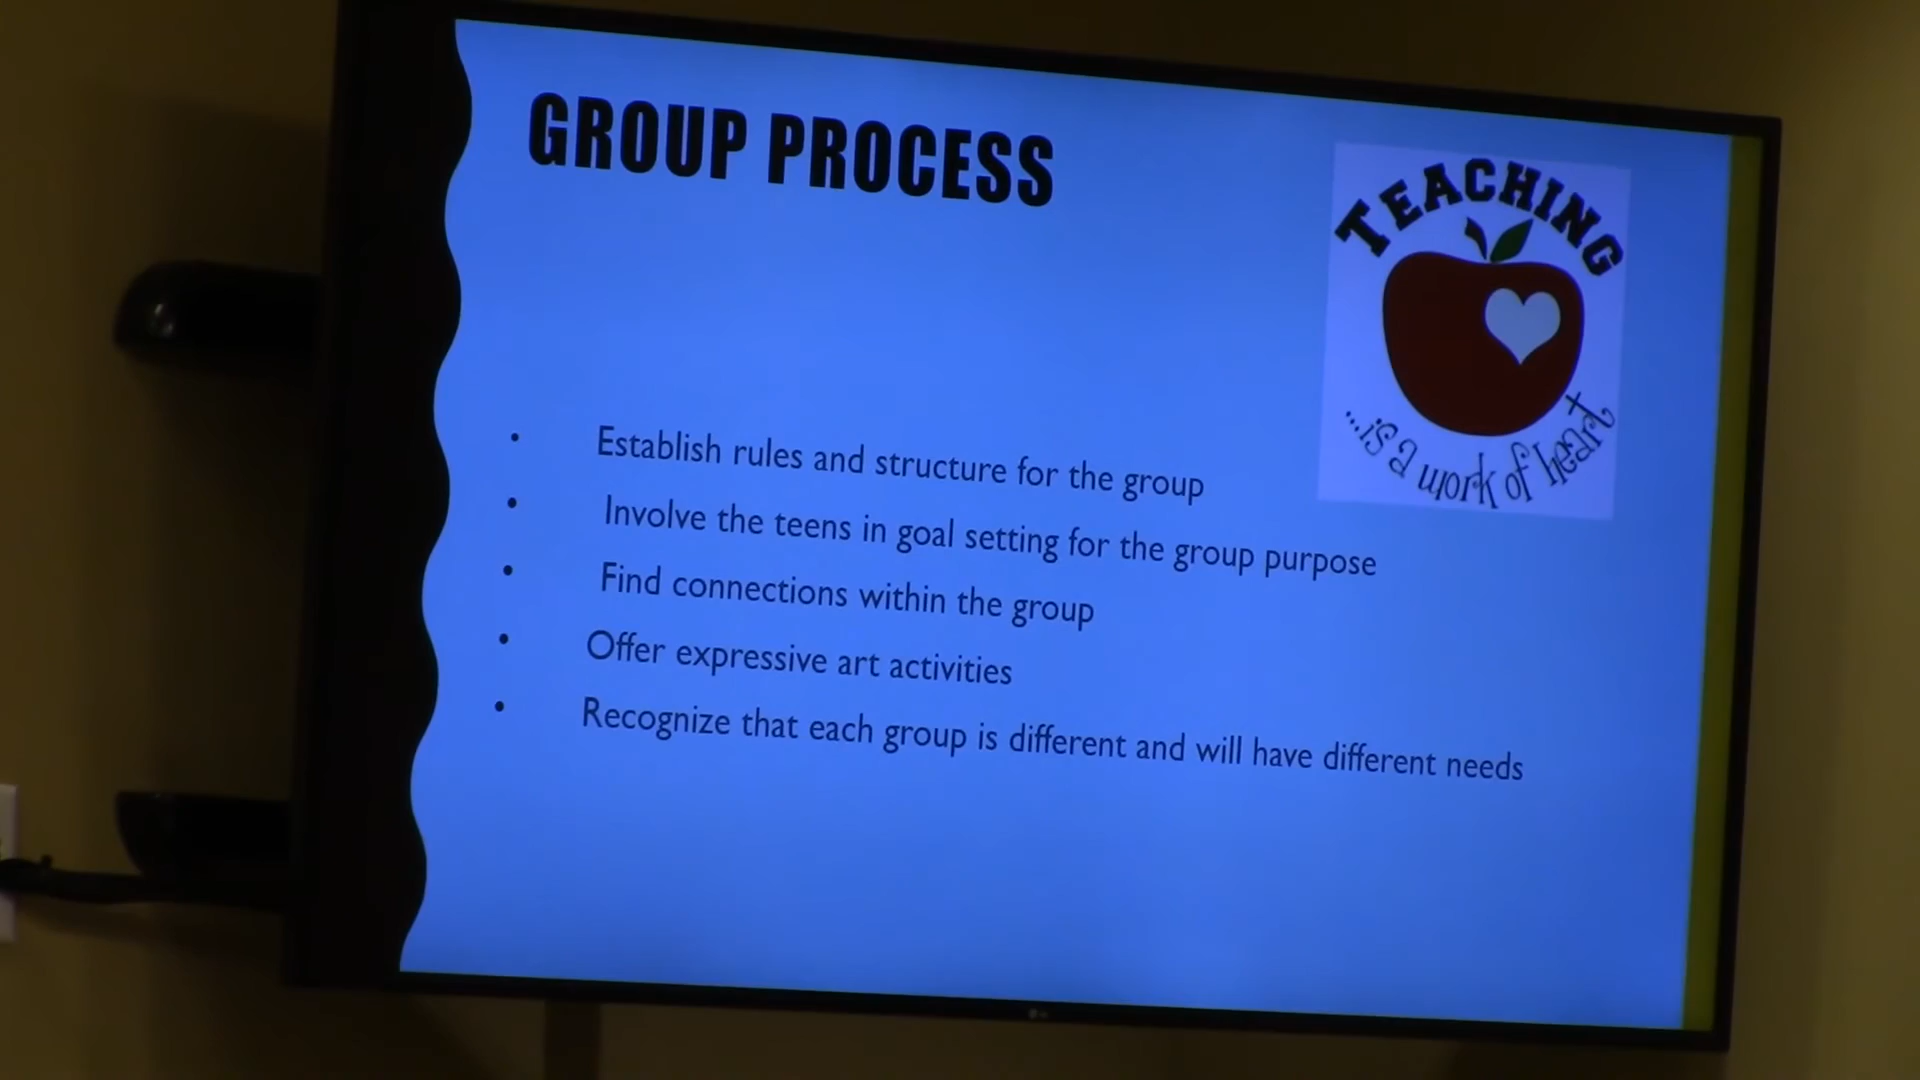 GROUP PROCESS
TEACHING
...is a work of heart
Establish rules and structure for the group
Involve the teens in goal setting for the group purpose
Find connections within the group
Offer expressive art activities
Recognize that each group is different and will have different needs